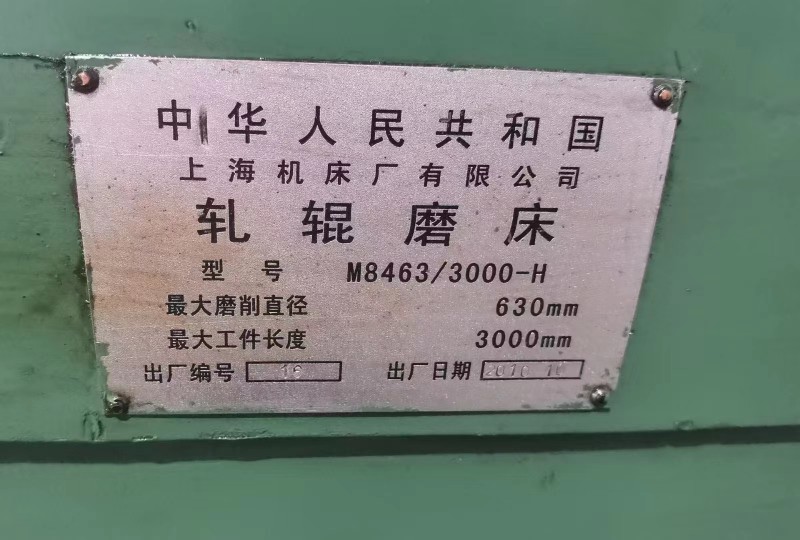 中华人民共和国
上海机床厂有限公司
轧辊磨床
型号 M8463/3000-H
最大磨削直径 630mm
最大工件长度 3000mm
出厂编号 16 出厂日期